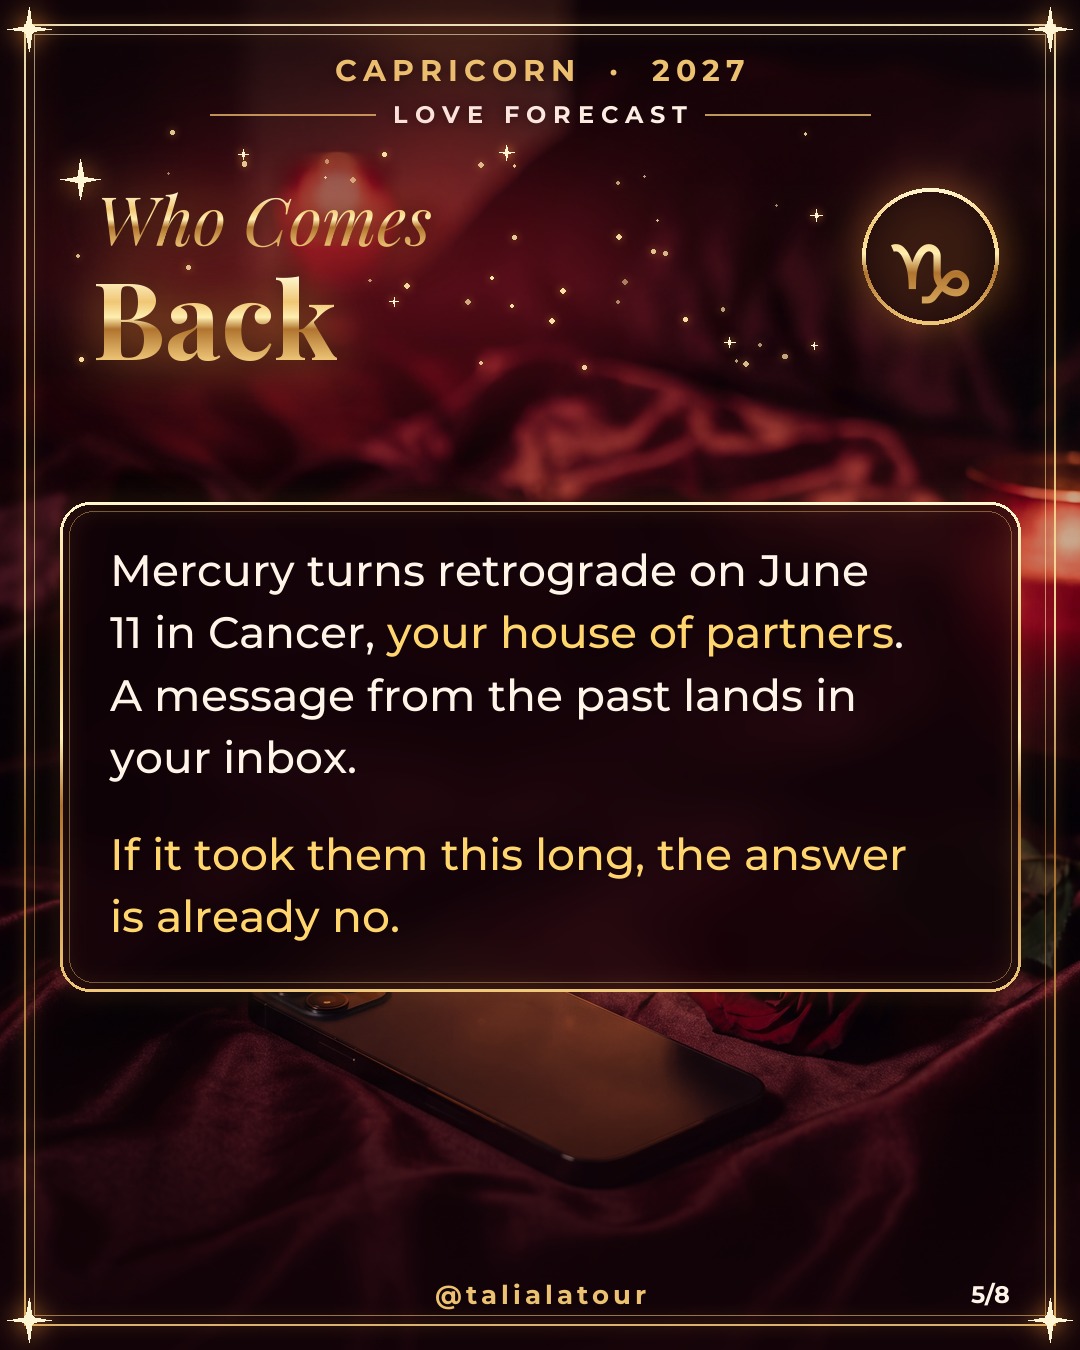 CAPRICORN · 2027
LOVE FORECAST
Who Comes
Back
♑
Mercury turns retrograde on June
11 in Cancer, your house of partners.
A message from the past lands in
your inbox.
If it took them this long, the answer
is already no.
@talialatour
5/8